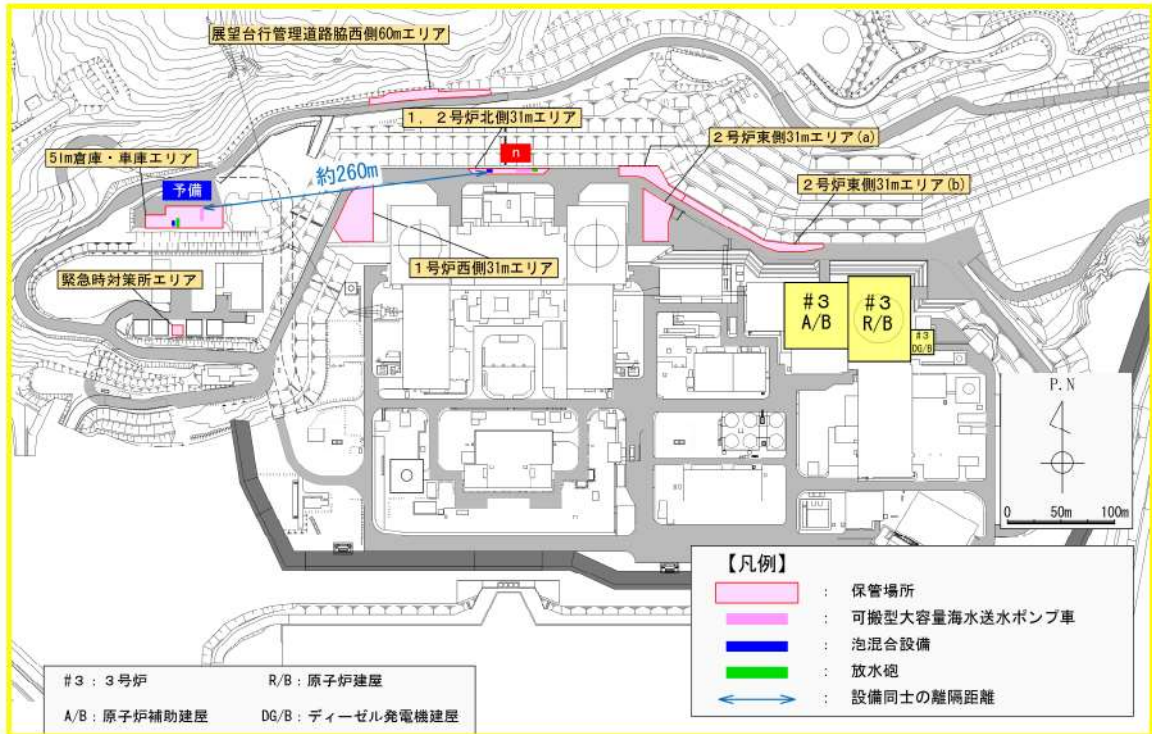 展望台行管理道路脇西側60mエリア
1，2号炉北側31mエリア
n
2号炉東側31mエリア(a)
51m倉庫・車庫エリア
予備
約260m
2号炉東側31mエリア(b)
緊急時対策所エリア
1号炉西側31mエリア
#3
A/B
#3
R/B
#3
DG/B
P.N
0 50m 100m
【凡例】
： 保管場所
： 可搬型大容量海水送水ポンプ車
： 泡混合設備
： 放水砲
： 設備同士の離隔距離
#3：3号炉 R/B：原子炉建屋
A/B：原子炉補助建屋 DG/B：ディーゼル発電機建屋